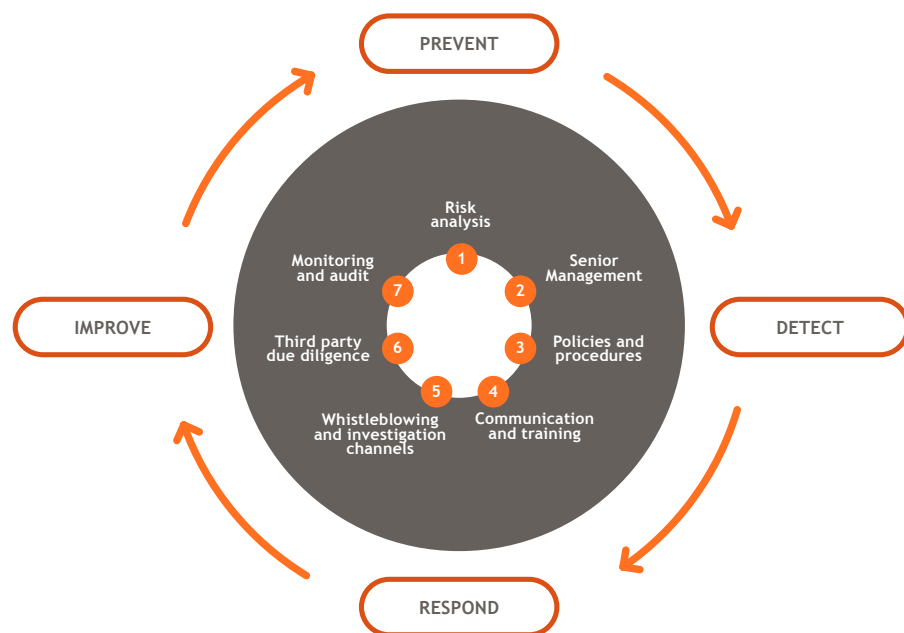 PREVENT
Risk
analysis
1
Monitoring
and audit
7
Senior
Management
2
IMPROVE
DETECT
Third party
due diligence
6
3
Policies and
procedures
5
4
Whistleblowing
and investigation
channels
Communication
and training
RESPOND